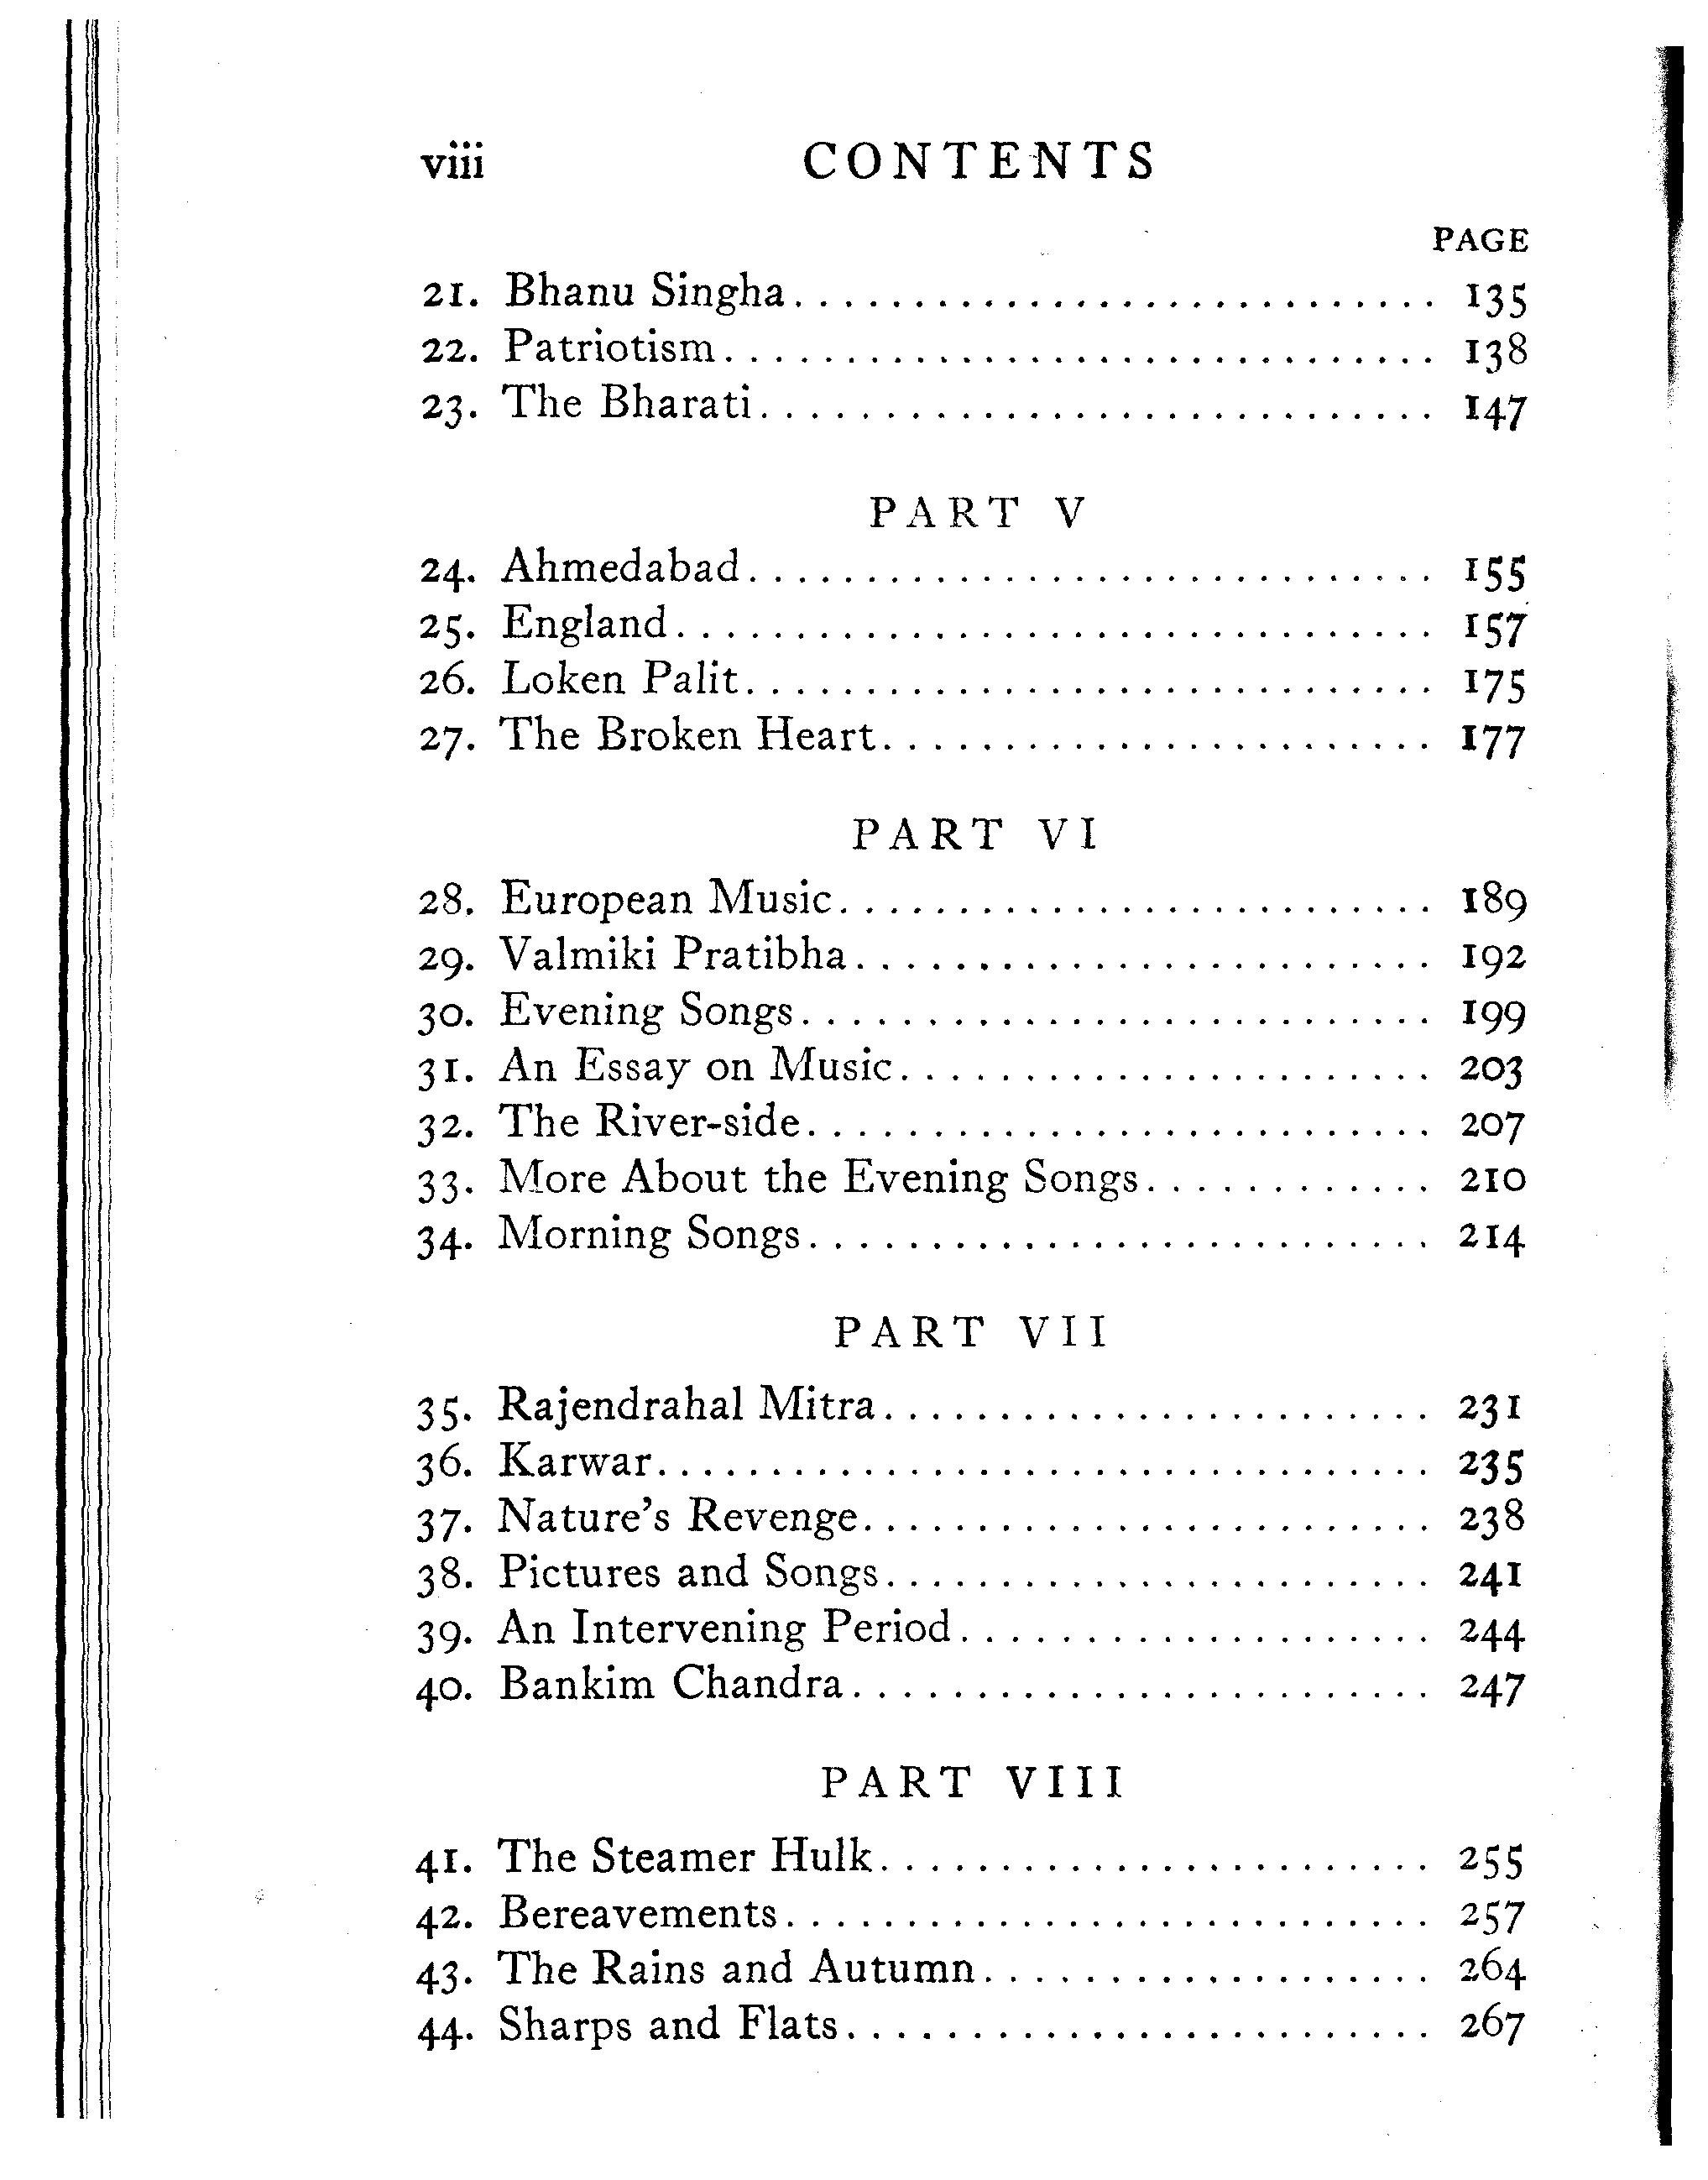 viii CONTENTS
PAGE
21. Bhanu Singha............................ 135
22. Patriotism.............................. 138
23. The Bharati............................. 147
PART V
24. Ahmedabad.............................. 155
25. England................................. 157
26. Loken Palit.............................. 175
27. The Broken Heart........................ 177
PART VI
28. European Music.......................... 189
29. Valmiki Pratibha......................... 192
30. Evening Songs........................... 199
31. An Essay on Music....................... 203
32. The River-side........................... 207
33. More About the Evening Songs............ 210
34. Morning Songs........................... 214
PART VII
35. Rajendrahal Mitra........................ 231
36. Karwar.................................. 235
37. Nature's Revenge......................... 238
38. Pictures and Songs....................... 241
39. An Intervening Period.................... 244
40. Bankim Chandra......................... 247
PART VIII
41. The Steamer Hulk........................ 255
42. Bereavements............................ 257
43. The Rains and Autumn................... 264
44. Sharps and Flats......................... 267